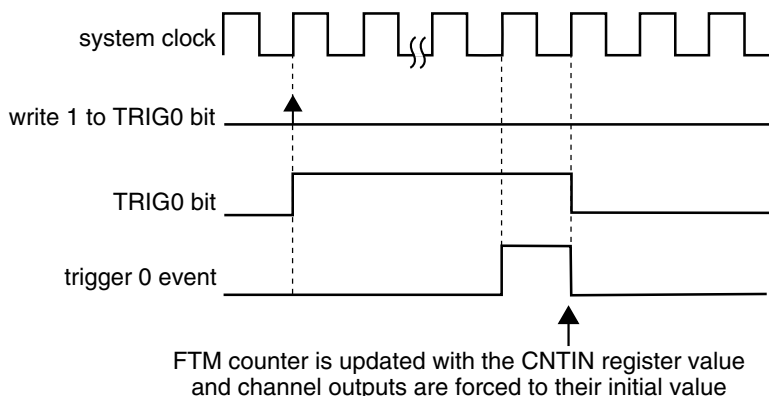 system clock
write 1 to TRIG0 bit
TRIG0 bit
trigger 0 event
FTM counter is updated with the CNTIN register value
and channel outputs are forced to their initial value